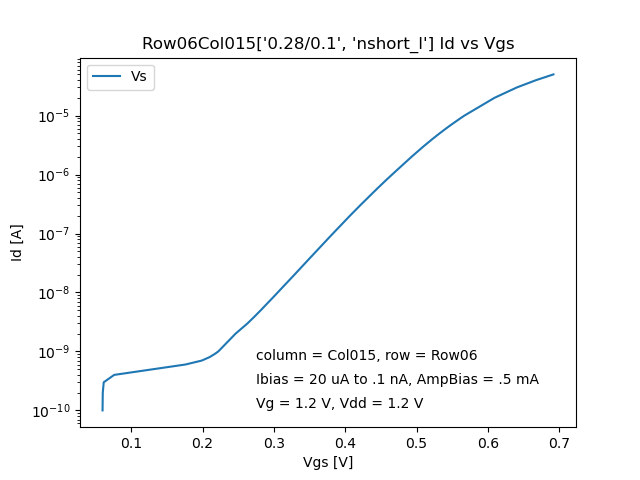 Row06Col015['0.28/0.1', 'nshort_l'] Id vs Vgs
Vs
Id [A]
10⁻⁵
10⁻⁶
10⁻⁷
10⁻⁸
10⁻⁹
10⁻¹⁰
column = Col015, row = Row06
Ibias = 20 uA to .1 nA, AmpBias = .5 mA
Vg = 1.2 V, Vdd = 1.2 V
0.1 0.2 0.3 0.4 0.5 0.6 0.7
Vgs [V]